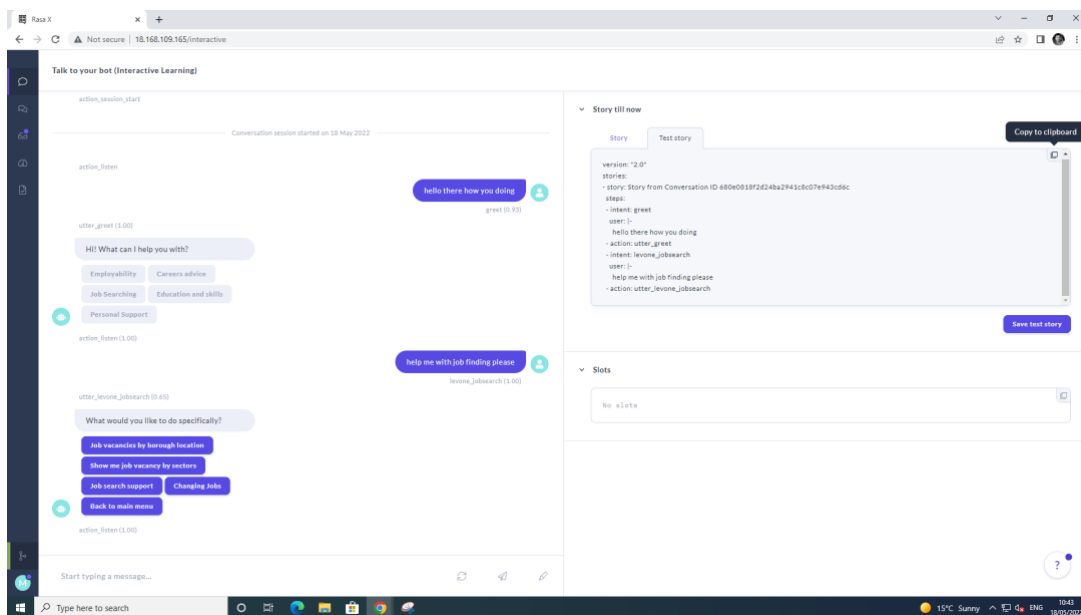 Rasa X
Not secure | 18.168.109.165/interactive
Talk to your bot (Interactive Learning)
action_session_start
Conversation session started on 18 May 2022
action_listen
hello there how you doing
greet (0.93)
utter_greet (1.00)
Hi! What can I help you with?
Employability Careers advice
Job Searching Education and skills
Personal Support
action_listen (1.00)
help me with job finding please
levone_jobsearch (1.00)
utter_levone_jobsearch (0.65)
What would you like to do specifically?
Job vacancies by borough location
Show me job vacancy by sectors
Job search support Changing Jobs
Back to main menu
action_listen (1.00)
Start typing a message...
Story till now
Copy to clipboard
Story Test story
version: "2.0"
stories:
- story: Story from Conversation ID 680e0818f2d24ba2941c8c07e943cd6c
steps:
- intent: greet
user: |-
hello there how you doing
- action: utter_greet
- intent: levone_jobsearch
user: |-
help me with job finding please
- action: utter_levone_jobsearch
Save test story
Slots
No slots
?
M
Type here to search
15°C Sunny ENG 10:43